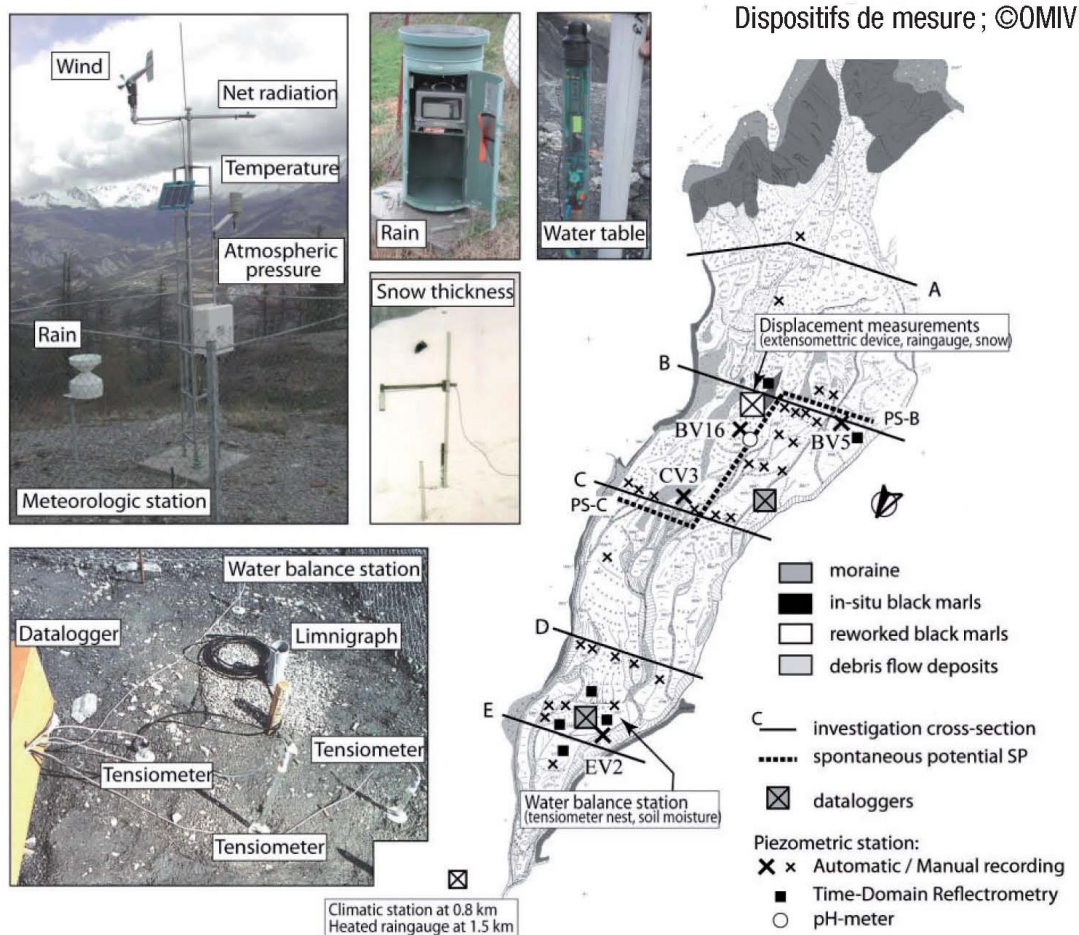 Dispositifs de mesure ; ©OMIV
Wind
Net radiation
Temperature
Atmospheric
pressure
Rain
Meteorologic station
Rain
Water table
Snow thickness
Water balance station
Datalogger
Limnigraph
Tensiometer
Tensiometer
Tensiometer
A
Displacement measurements
(extensomettric device, raingauge, snow)
B
PS-B
BV16
BV5
CV3
C
PS-C
D
E
EV2
Water balance station
(tensiometer nest, soil moisture)
Climatic station at 0.8 km
Heated raingauge at 1.5 km
moraine
in-situ black marls
reworked black marls
debris flow deposits
C investigation cross-section
spontaneous potential SP
dataloggers
Piezometric station:
Automatic / Manual recording
Time-Domain Reflectometry
pH-meter